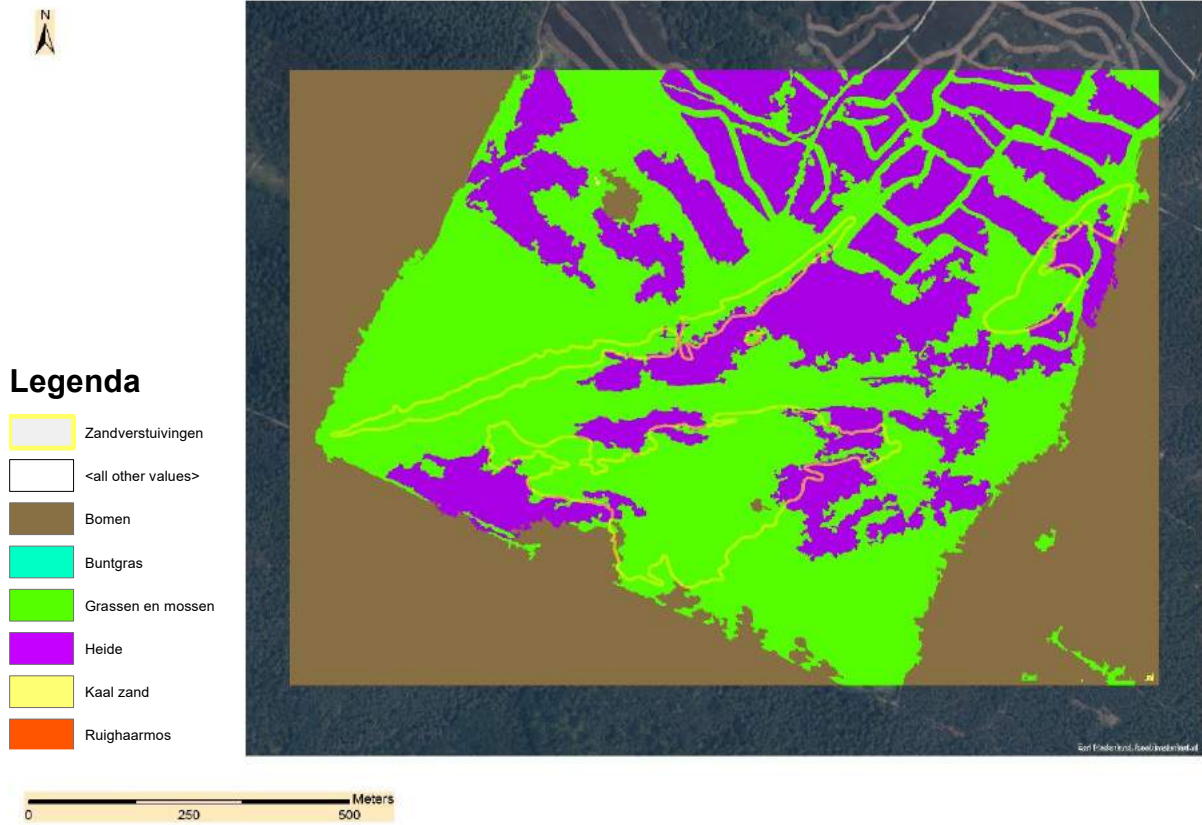 N
Legenda
Zandverstuivingen
<all other values>
Bomen
Buntgras
Grassen en mossen
Heide
Kaal zand
Ruighaarmos
Meters
0 250 500